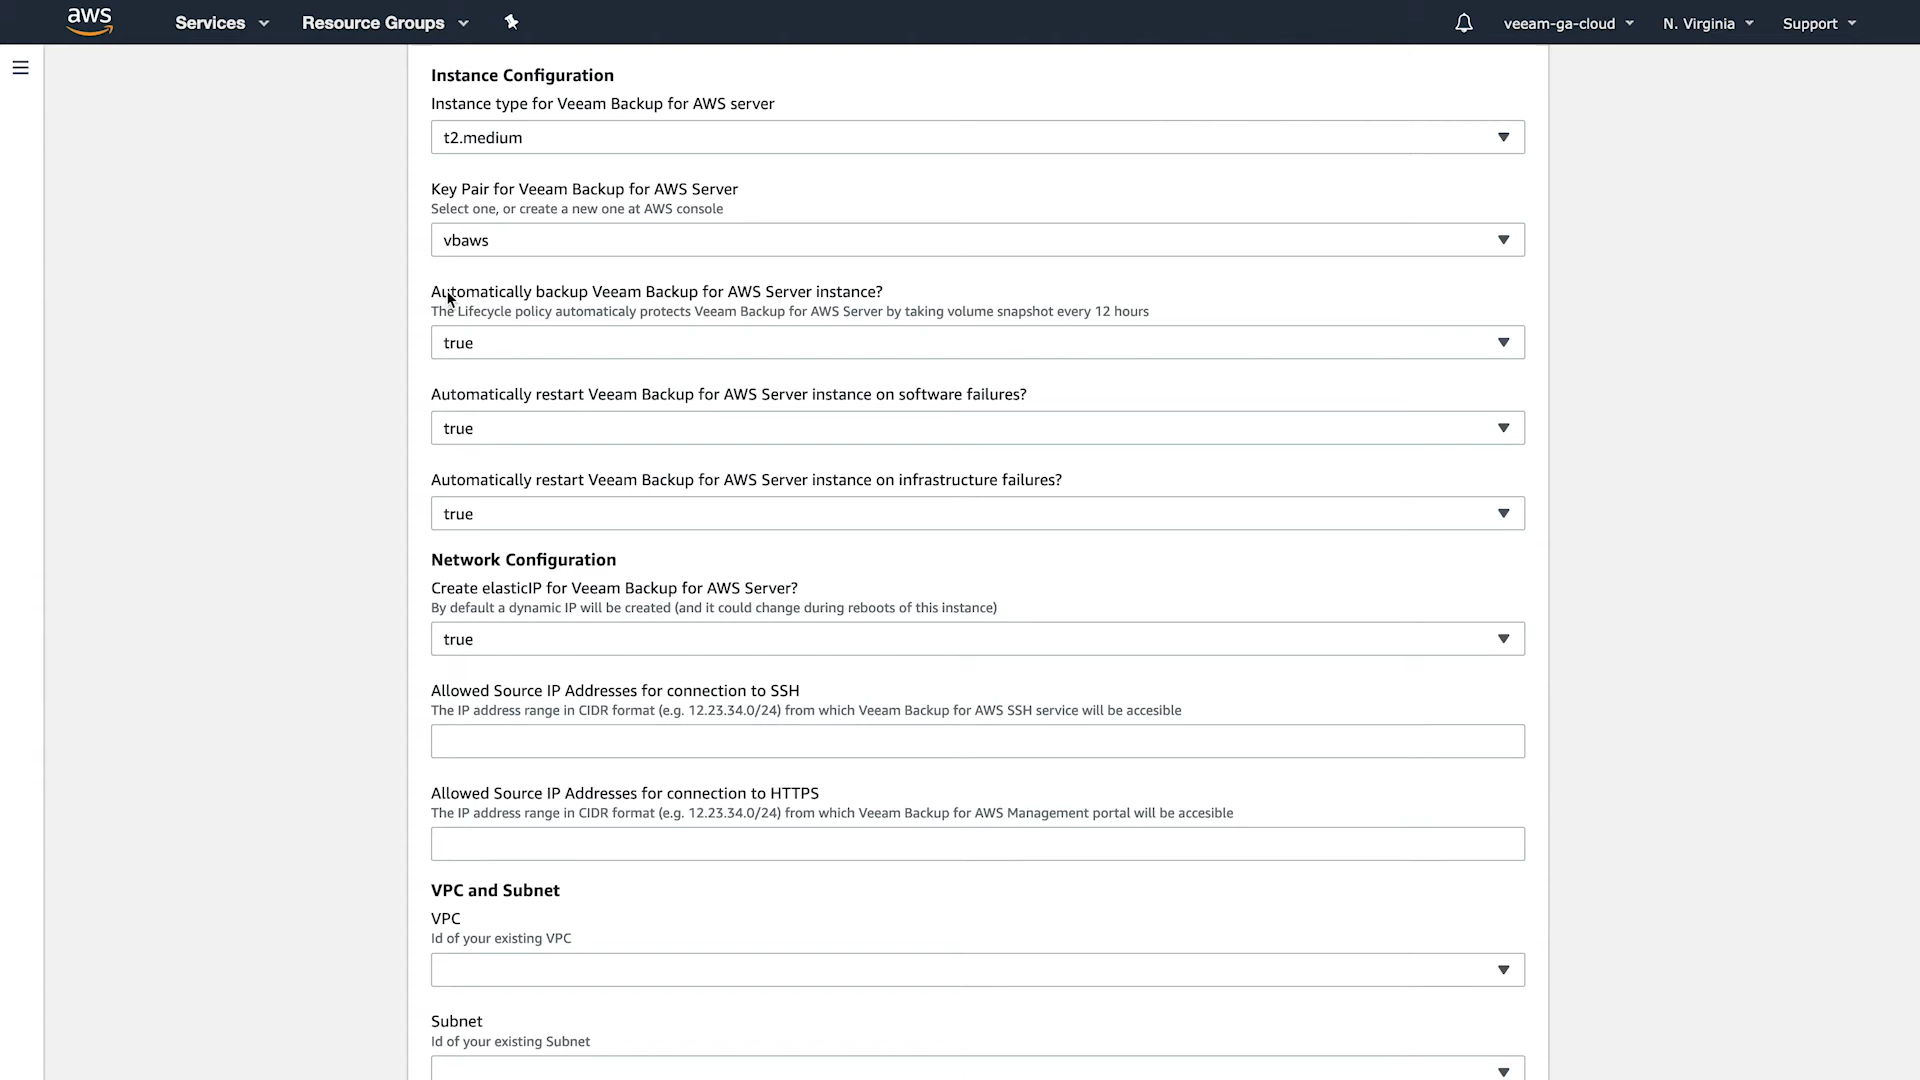 aws Services Resource Groups veeam-ga-cloud N. Virginia Support
Instance Configuration
Instance type for Veeam Backup for AWS server
t2.medium
Key Pair for Veeam Backup for AWS Server
Select one, or create a new one at AWS console
vbaws
Automatically backup Veeam Backup for AWS Server instance?
The Lifecycle policy automaticaly protects Veeam Backup for AWS Server by taking volume snapshot every 12 hours
true
Automatically restart Veeam Backup for AWS Server instance on software failures?
true
Automatically restart Veeam Backup for AWS Server instance on infrastructure failures?
true
Network Configuration
Create elasticIP for Veeam Backup for AWS Server?
By default a dynamic IP will be created (and it could change during reboots of this instance)
true
Allowed Source IP Addresses for connection to SSH
The IP address range in CIDR format (e.g. 12.23.34.0/24) from which Veeam Backup for AWS SSH service will be accesible
Allowed Source IP Addresses for connection to HTTPS
The IP address range in CIDR format (e.g. 12.23.34.0/24) from which Veeam Backup for AWS Management portal will be accesible
VPC and Subnet
VPC
Id of your existing VPC
Subnet
Id of your existing Subnet